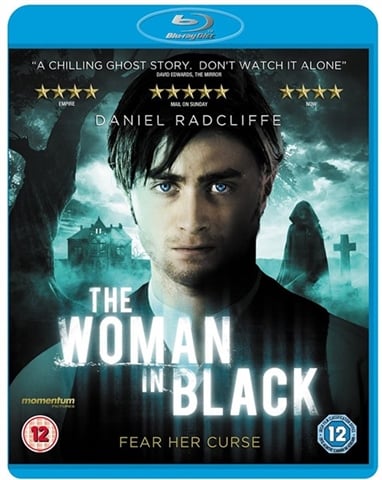 Blu-ray Disc
"A CHILLING GHOST STORY. DON'T WATCH IT ALONE"
DAVID EDWARDS, THE MIRROR
EMPIRE
MAIL ON SUNDAY
NOW
DANIEL RADCLIFFE
THE
WOMAN
IN BLACK
momentum
PICTURES
12
FEAR HER CURSE
12